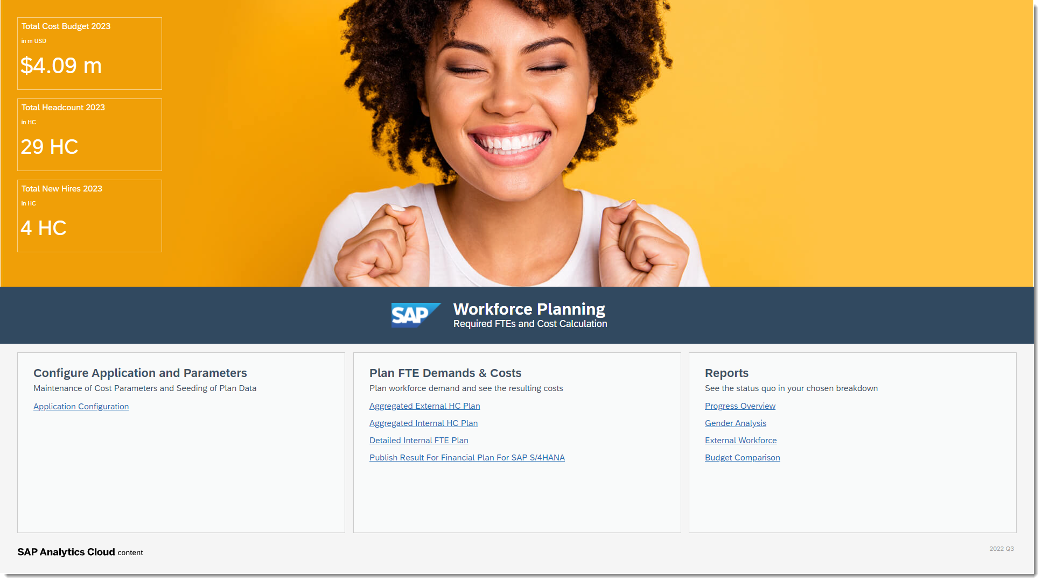 Total Cost Budget 2023
in m USD
$4.09 m
Total Headcount 2023
in HC
29 HC
Total New Hires 2023
in HC
4 HC
SAP
Workforce Planning
Required FTEs and Cost Calculation
Configure Application and Parameters
Maintenance of Cost Parameters and Seeding of Plan Data
Application Configuration
Plan FTE Demands & Costs
Plan workforce demand and see the resulting costs
Aggregated External HC Plan
Aggregated Internal HC Plan
Detailed Internal FTE Plan
Publish Result For Financial Plan For SAP S/4HANA
Reports
See the status quo in your chosen breakdown
Progress Overview
Gender Analysis
External Workforce
Budget Comparison
SAP Analytics Cloud content
2022 Q3